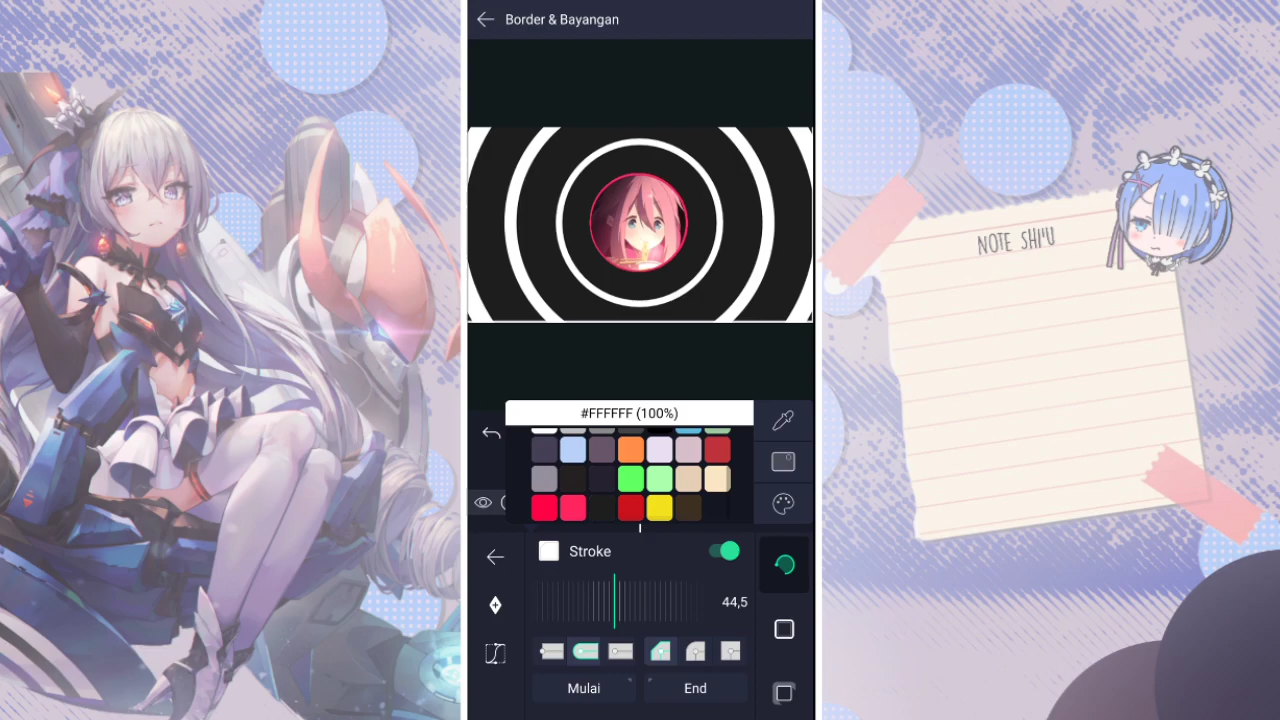 Border & Bayangan
#FFFFFF (100%)
Stroke
44,5
Mulai
End
NOTE SHI'U